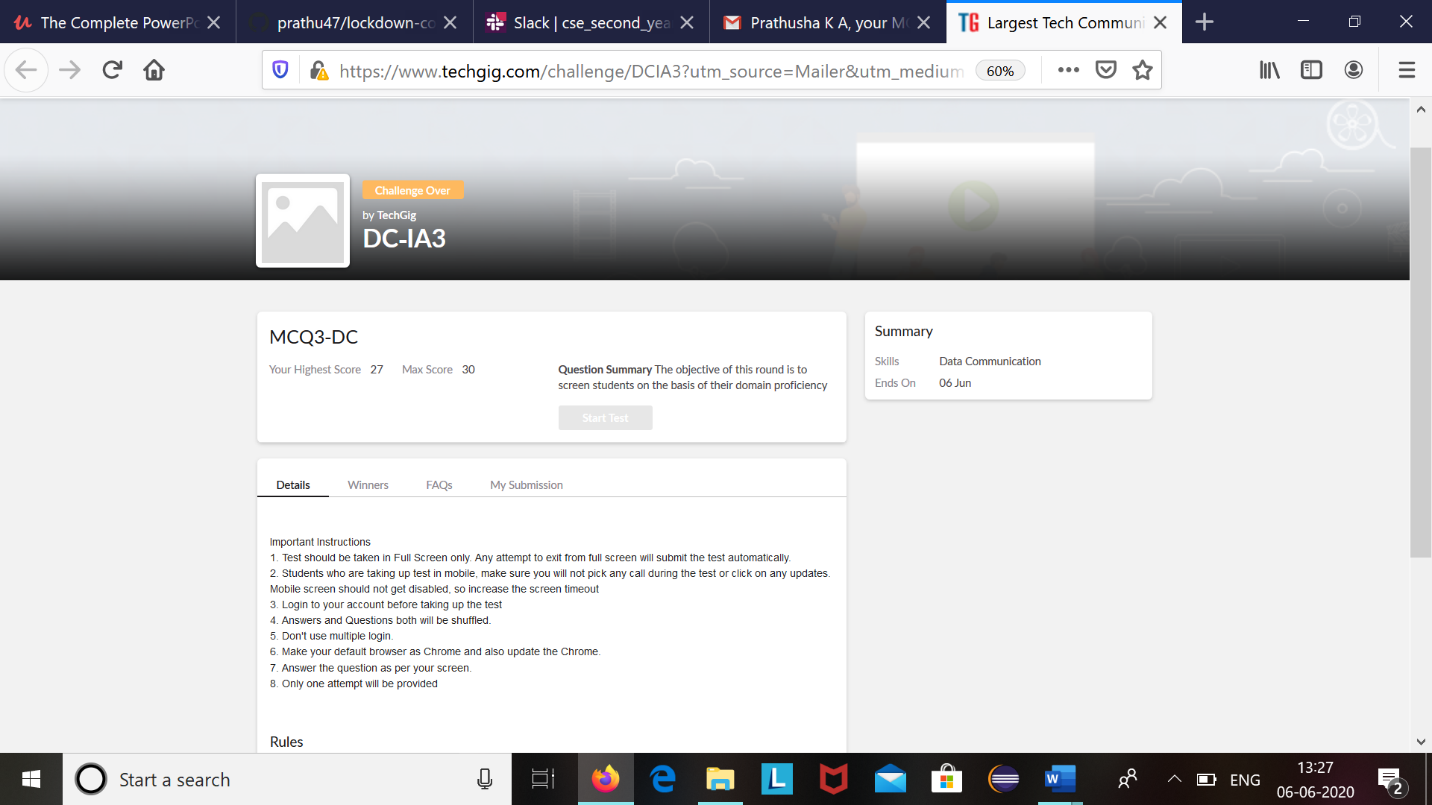 The Complete PowerPo
prathu47/lockdown-co
Slack | cse_second_yea
Prathusha K A, your M
TG Largest Tech Communi
https://www.techgig.com/challenge/DCIA3?utm_source=Mailer&utm_medium
60%
Challenge Over
by TechGig
DC-IA3
MCQ3-DC
Your Highest Score 27 Max Score 30
Question Summary The objective of this round is to
screen students on the basis of their domain proficiency
Start Test
Summary
Skills Data Communication
Ends On 06 Jun
Details Winners FAQs My Submission
Important Instructions
1. Test should be taken in Full Screen only. Any attempt to exit from full screen will submit the test automatically.
2. Students who are taking up test in mobile, make sure you will not pick any call during the test or click on any updates.
Mobile screen should not get disabled, so increase the screen timeout
3. Login to your account before taking up the test
4. Answers and Questions both will be shuffled.
5. Don't use multiple login.
6. Make your default browser as Chrome and also update the Chrome.
7. Answer the question as per your screen.
8. Only one attempt will be provided
Rules
Start a search
L
W
ENG
13:27
06-06-2020
2